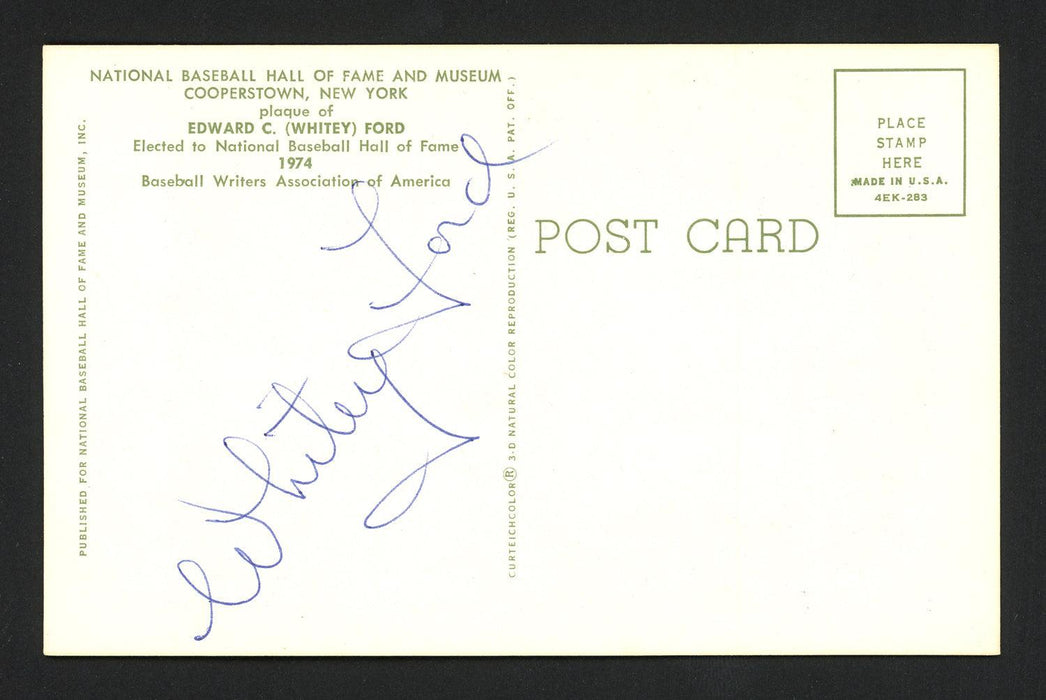 NATIONAL BASEBALL HALL OF FAME AND MUSEUM
COOPERSTOWN, NEW YORK
plaque of
EDWARD C. (WHITEY) FORD
Elected to National Baseball Hall of Fame
1974
Baseball Writers Association of America
PUBLISHED FOR NATIONAL BASEBALL HALL OF FAME AND MUSEUM, INC.
Whitey Ford
CURTEICHCOLOR® 3-D NATURAL COLOR REPRODUCTION (REG. U. S. A. PAT. OFF.)
POST CARD
PLACE
STAMP
HERE
MADE IN U.S.A.
4EK-283